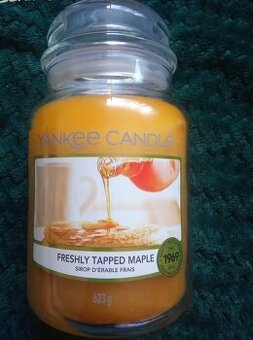 YANKEE CANDLE
FRESHLY TAPPED MAPLE
SIROP D'ÉRABLE FRAIS
1969
623 g